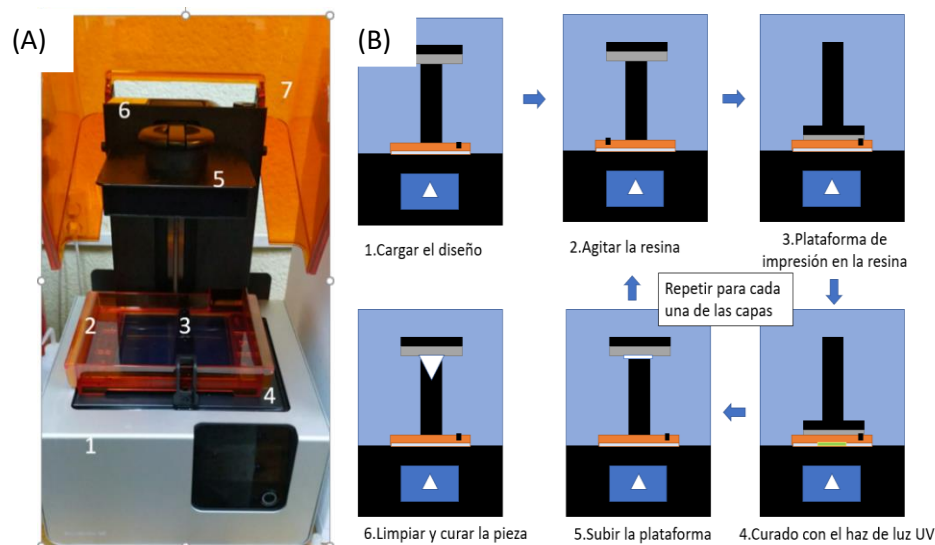 (A)
7
6
5
2
3
4
1
(B)
1.Cargar el diseño
2.Agitar la resina
3.Plataforma de
impresión en la resina
Repetir para cada
una de las capas
6.Limpiar y curar la pieza
5.Subir la plataforma
4.Curado con el haz de luz UV